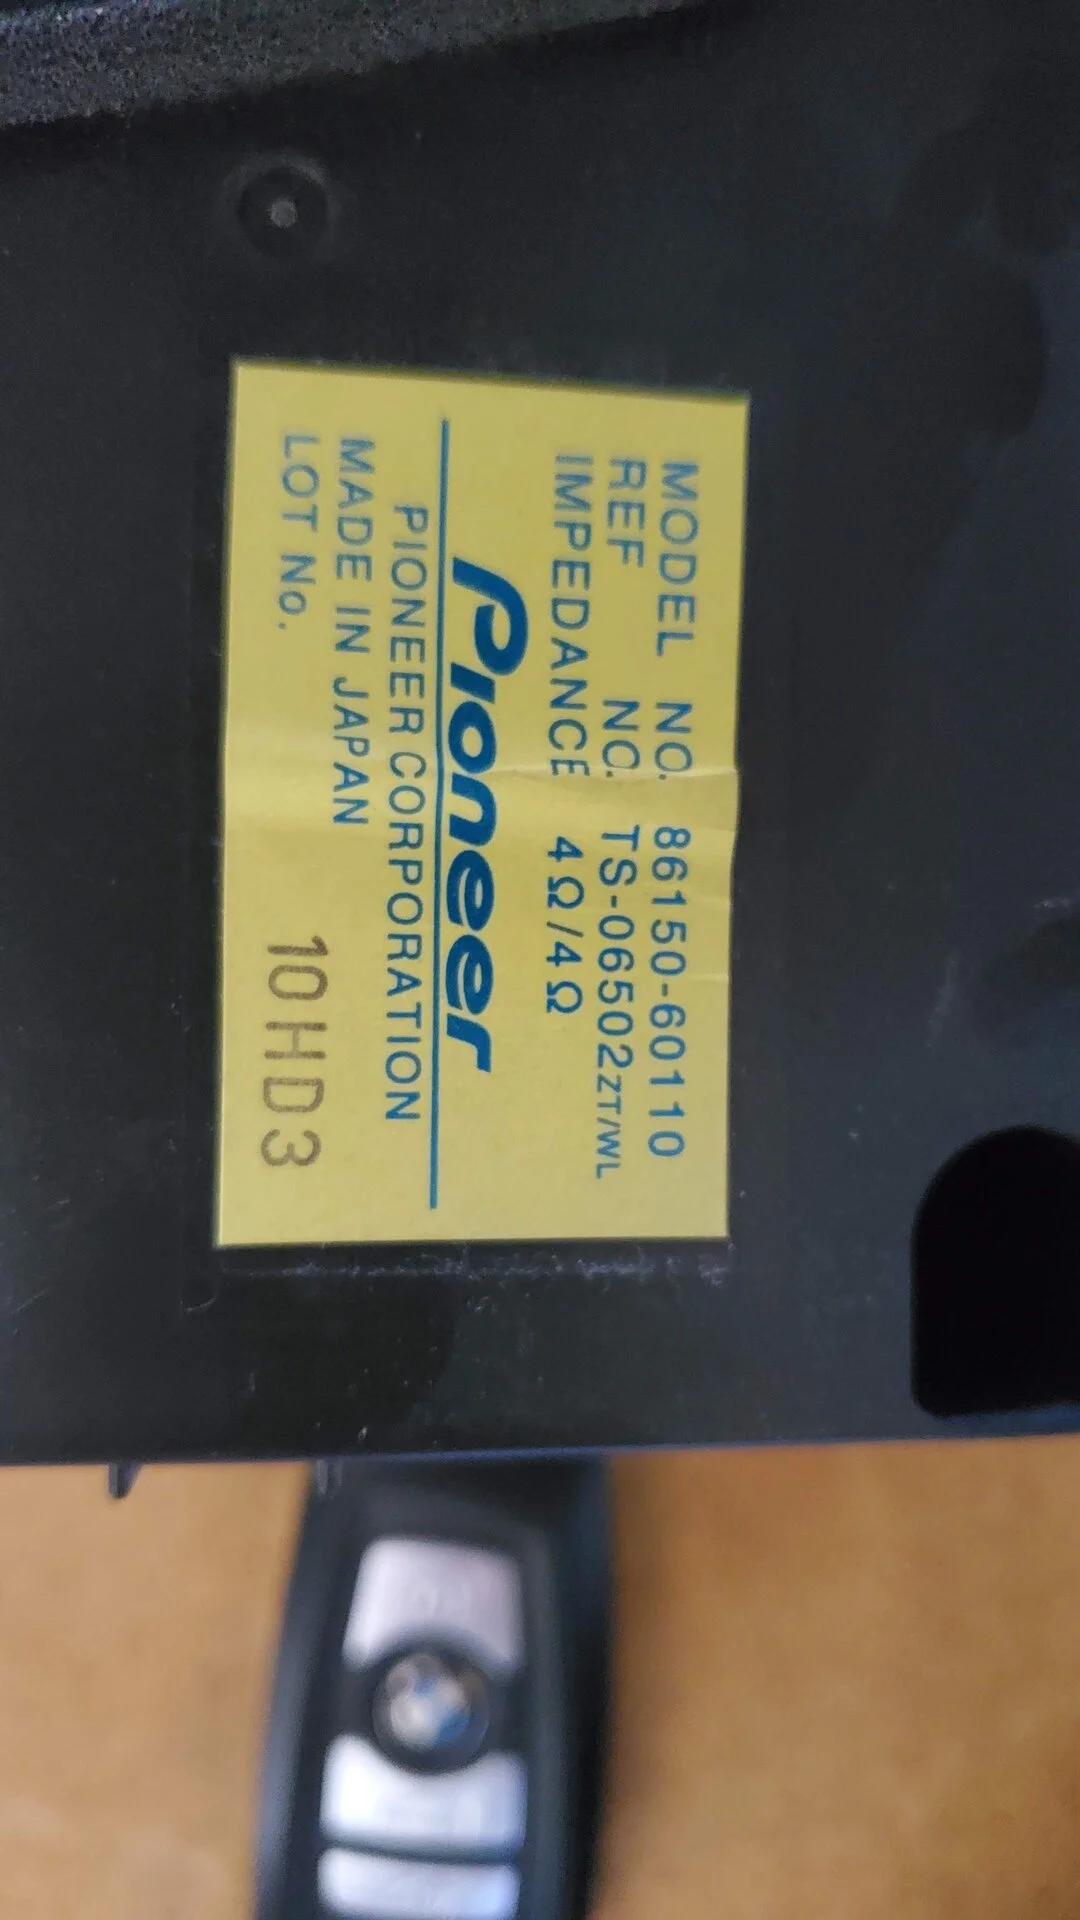 MODEL NO. 86150-60110
REF NO. TS-06502ZT/WL
IMPEDANCE 4Ω/4Ω
Pioneer
PIONEER CORPORATION
MADE IN JAPAN
LOT No. 10HD3